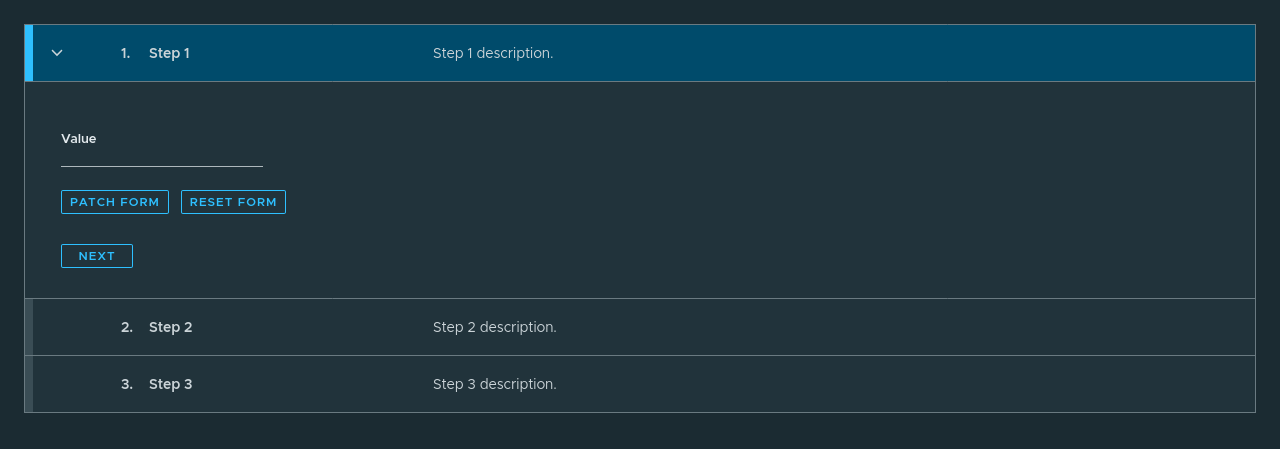 1. Step 1 Step 1 description.
Value
PATCH FORM RESET FORM
NEXT
2. Step 2 Step 2 description.
3. Step 3 Step 3 description.